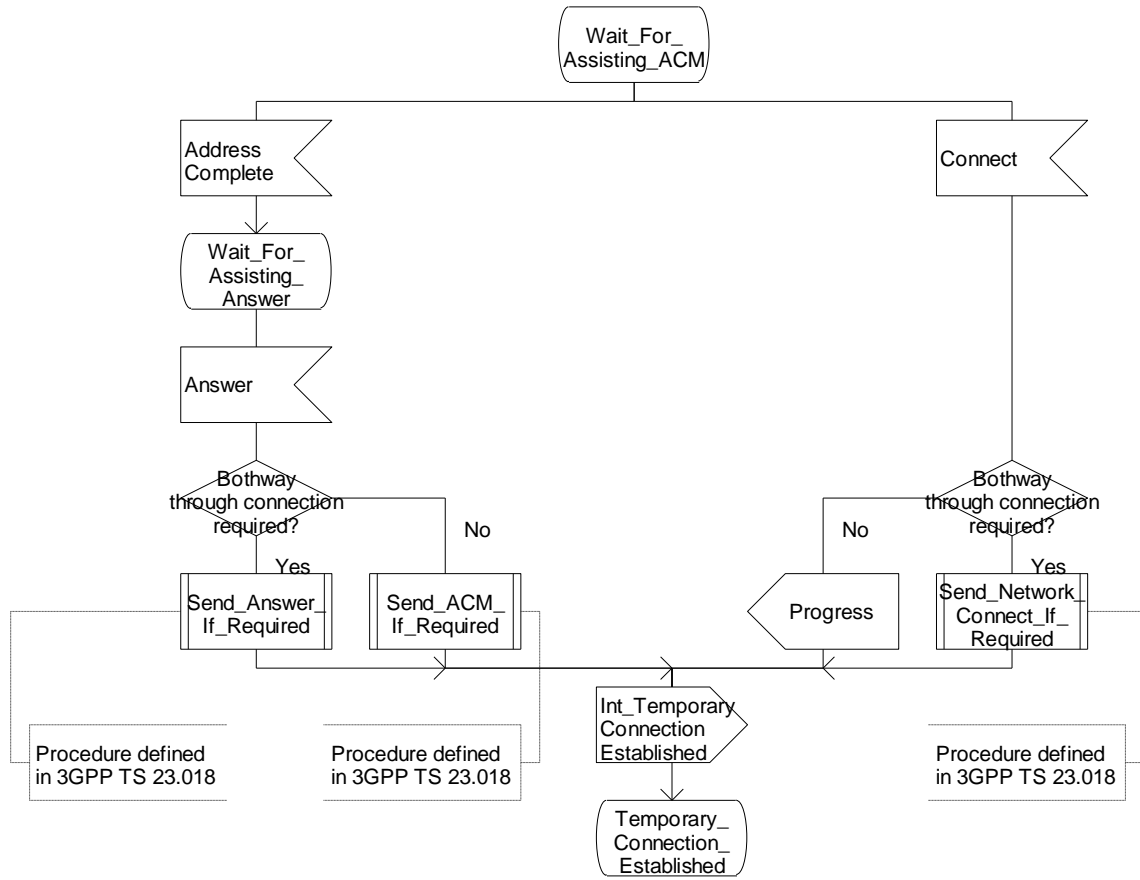 Wait_For_
Assisting_ACM
Address
Complete
Connect
Wait_For_
Assisting_
Answer
Answer
Bothway
through connection
required?
No
Yes
Bothway
through connection
required?
No
Yes
Send_Answer_
If_Required
Send_ACM_
If_Required
Progress
Send_Network_
Connect_If_
Required
Int_Temporary
Connection
Established
Procedure defined
in 3GPP TS 23.018
Procedure defined
in 3GPP TS 23.018
Procedure defined
in 3GPP TS 23.018
Temporary_
Connection_
Established